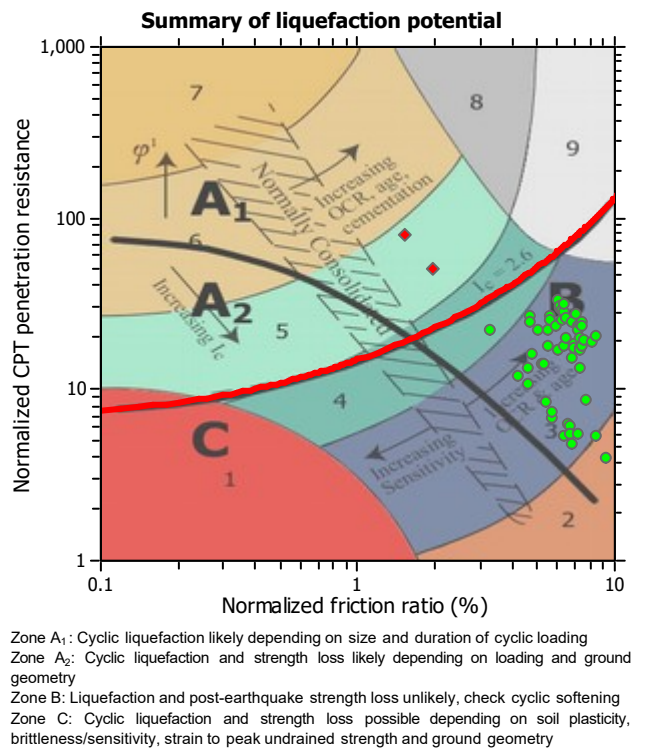 Summary of liquefaction potential
Normalized CPT penetration resistance
1,000
100
10
1
7
8
9
φ'
A1
Normally Consolidated
Increasing
OCR, age,
cementation
6
A2
Increasing Ic
5
Ic = 2.6
B
4
Increasing
OCR & age
3
C
1
Increasing
Sensitivity
2
0.1
1
10
Normalized friction ratio (%)
Zone A1: Cyclic liquefaction likely depending on size and duration of cyclic loading
Zone A2: Cyclic liquefaction and strength loss likely depending on loading and ground
geometry
Zone B: Liquefaction and post-earthquake strength loss unlikely, check cyclic softening
Zone C: Cyclic liquefaction and strength loss possible depending on soil plasticity,
brittleness/sensitivity, strain to peak undrained strength and ground geometry